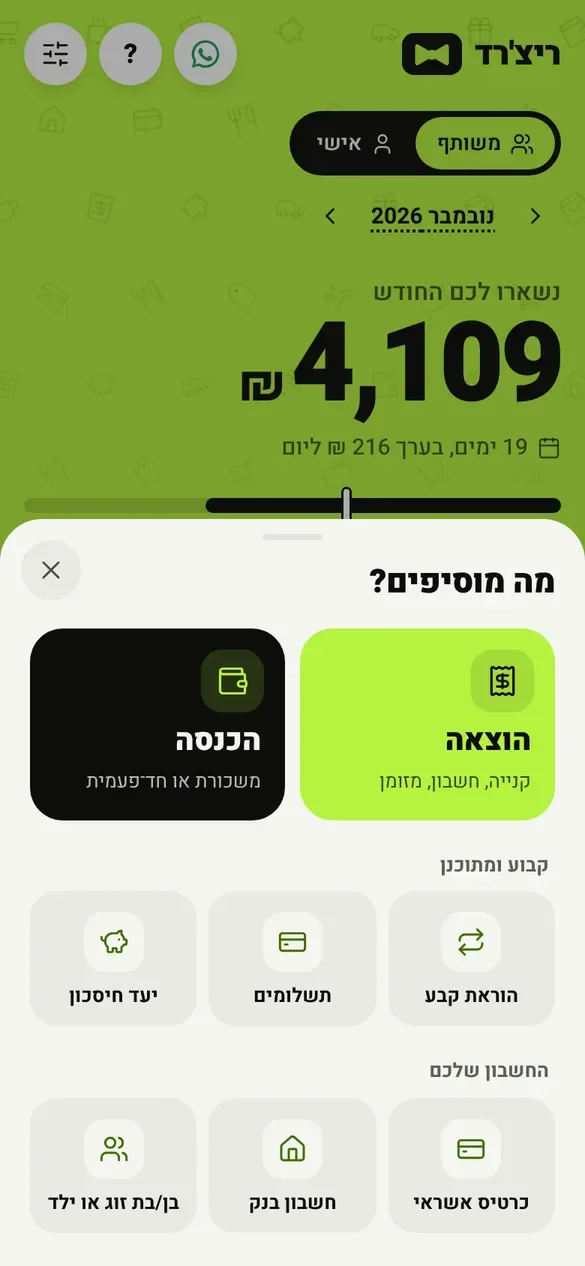 ריצ'רד
?
משותף
אישי
נובמבר 2026
נשארו לכם החודש
4,109 ₪
19 ימים, בערך 216 ₪ ליום
מה מוסיפים?
הוצאה
קנייה, חשבון, מזומן
הכנסה
משכורת או חד־פעמית
קבוע ומתוכנן
הוראת קבע
תשלומים
יעד חיסכון
החשבון שלכם
כרטיס אשראי
חשבון בנק
בן/בת זוג או ילד